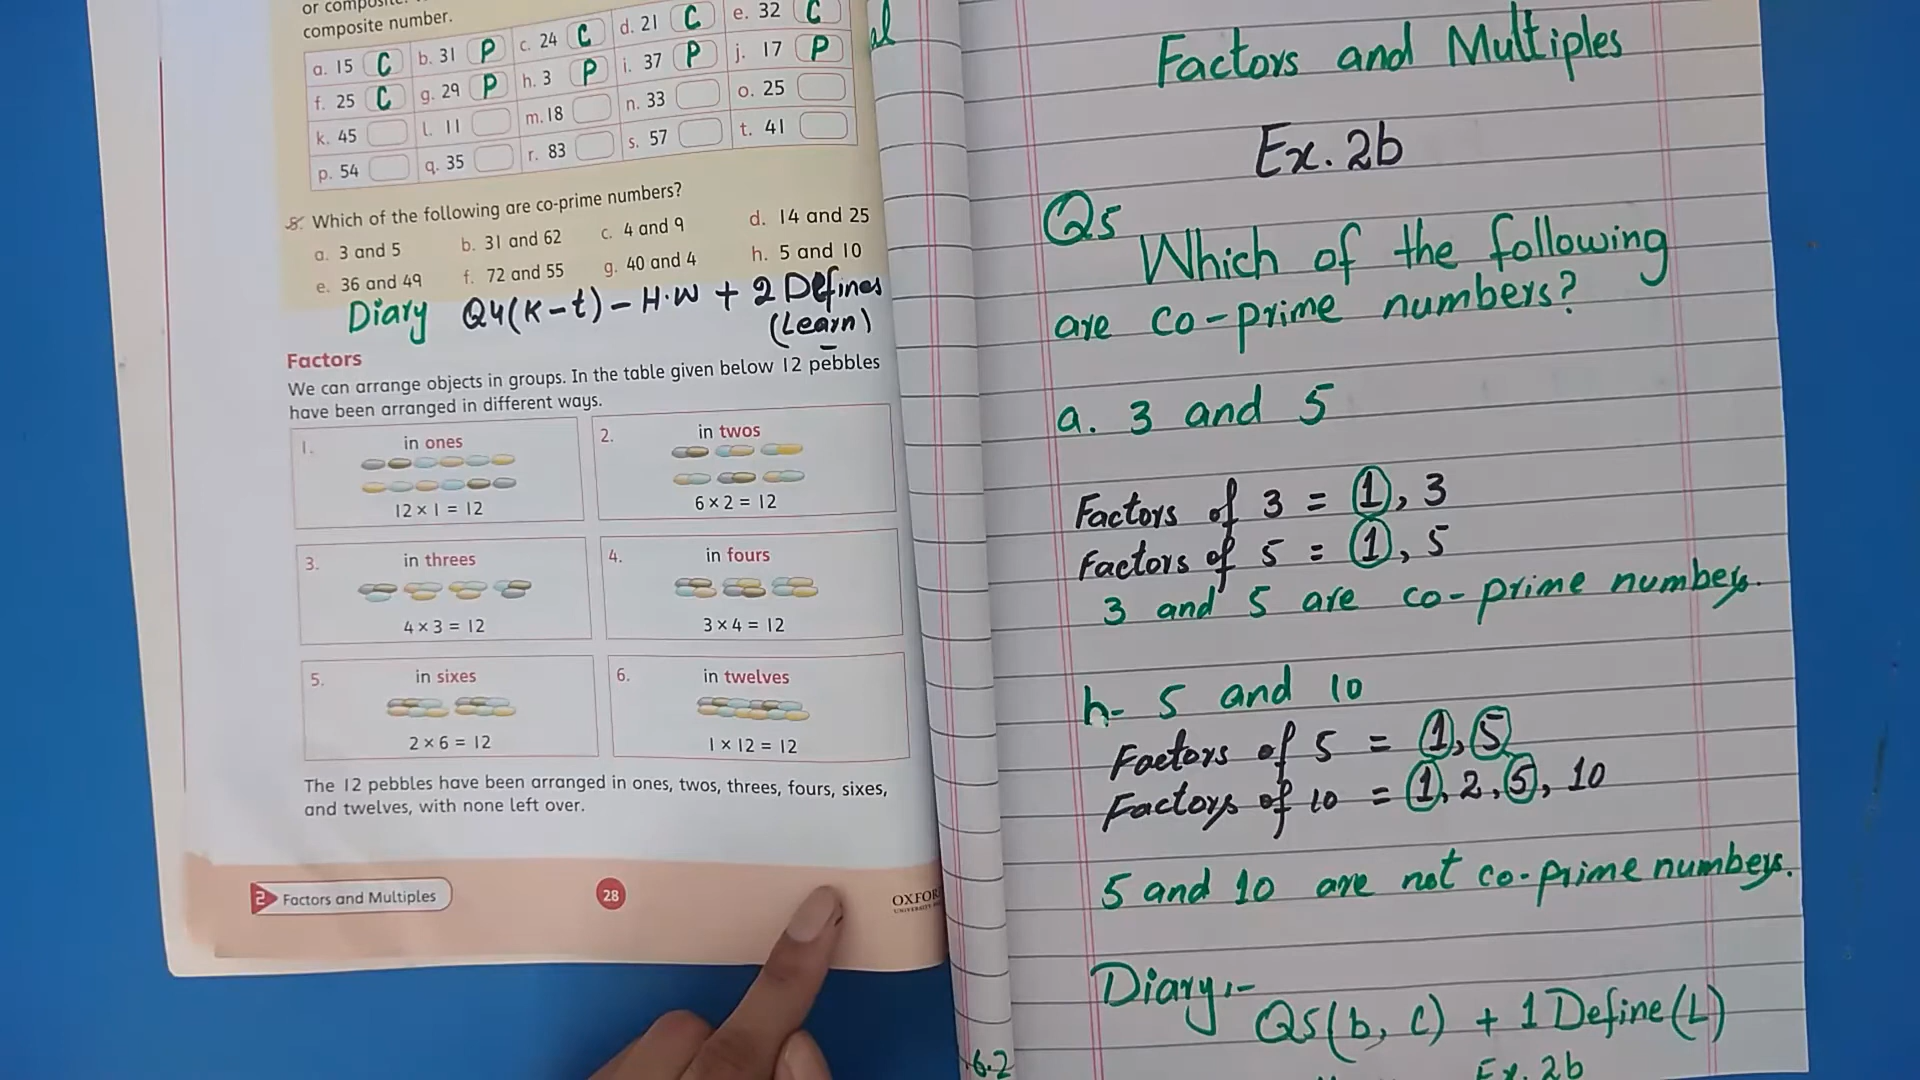 composite number.
a. 15 C b. 31 P c. 24 C d. 21 C e. 32 C
f. 25 C g. 29 P h. 3 P i. 37 P j. 17 P
k. 45 l. 11 m. 18 n. 33 o. 25
p. 54 q. 35 r. 83 s. 57 t. 41
5. Which of the following are co-prime numbers?
a. 3 and 5 b. 31 and 62 c. 4 and 9 d. 14 and 25
e. 36 and 49 f. 72 and 55 g. 40 and 4 h. 5 and 10
Diary Q4(K-t) - H.W + 2 Defines
(Learn)
Factors
We can arrange objects in groups. In the table given below 12 pebbles
have been arranged in different ways.
1. in ones
12 × 1 = 12
2. in twos
6 × 2 = 12
3. in threes
4 × 3 = 12
4. in fours
3 × 4 = 12
5. in sixes
2 × 6 = 12
6. in twelves
1 × 12 = 12
The 12 pebbles have been arranged in ones, twos, threes, fours, sixes,
and twelves, with none left over.
2 Factors and Multiples
28
Factors and Multiples
Ex. 2b
Q5
Which of the following
are co-prime numbers?
a. 3 and 5
Factors of 3 = 1, 3
Factors of 5 = 1, 5
3 and 5 are co-prime numbers.
h- 5 and 10
Factors of 5 = 1, 5
Factors of 10 = 1, 2, 5, 10
5 and 10 are not co-prime numbers.
Diary:-
Q5(b, c) + 1 Define(L)
Ex. 2b